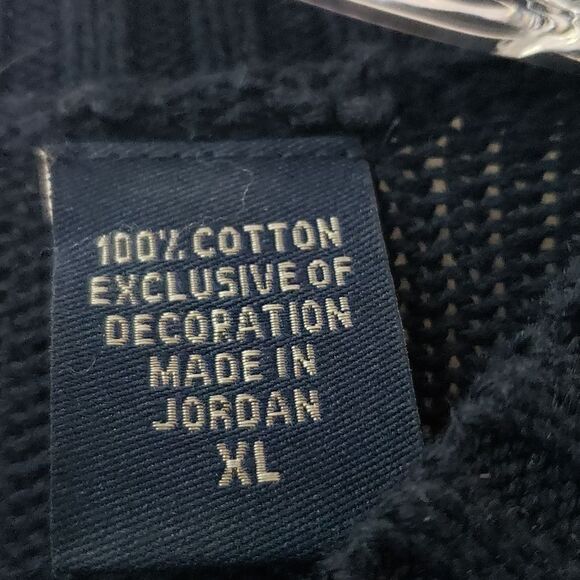 100% COTTON
EXCLUSIVE OF
DECORATION
MADE IN
JORDAN
XL